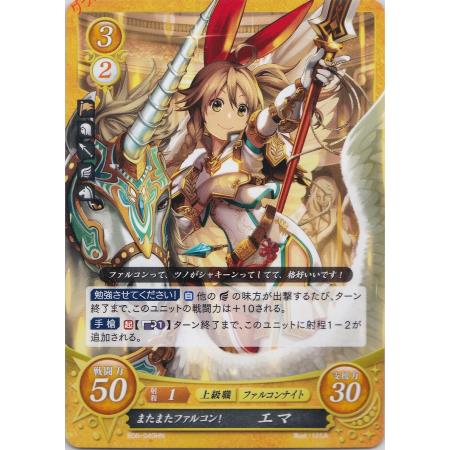 3
2
ファルコンって、ツノがシャキーンってしてて、格好いいです!
勉強させてください! 自 他の の味方が出撃するたび、ターン
終了まで、このユニットの戦闘力は+10される。
手槍 起 【 1】ターン終了まで、このユニットに射程1-2が
追加される。
戦闘力 50
射程 1
上級職 ファルコンナイト
支援力 30
またまたファルコン! エマ